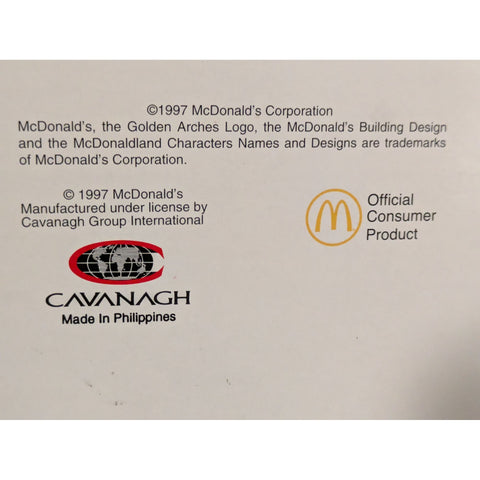 ©1997 McDonald's Corporation
McDonald's, the Golden Arches Logo, the McDonald's Building Design
and the McDonaldland Characters Names and Designs are trademarks
of McDonald's Corporation.
© 1997 McDonald's
Manufactured under license by
Cavanagh Group International
CAVANAGH
Made In Philippines
Official
Consumer
Product